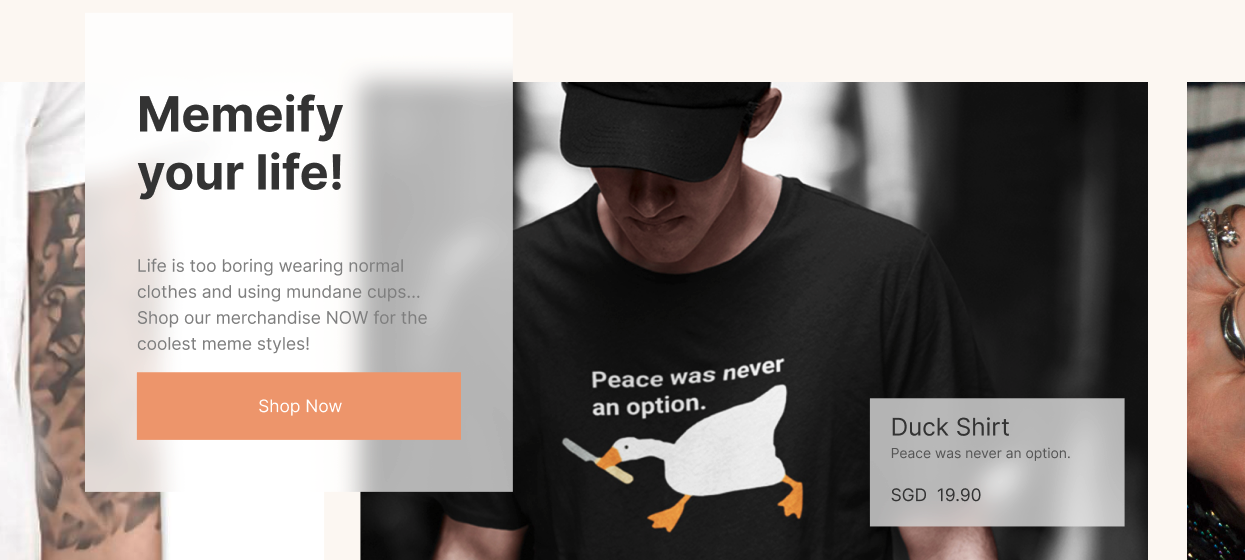 Memeify
your life!
Life is too boring wearing normal
clothes and using mundane cups...
Shop our merchandise NOW for the
coolest meme styles!
Shop Now
Peace was never
an option.
Duck Shirt
Peace was never an option.
SGD 19.90